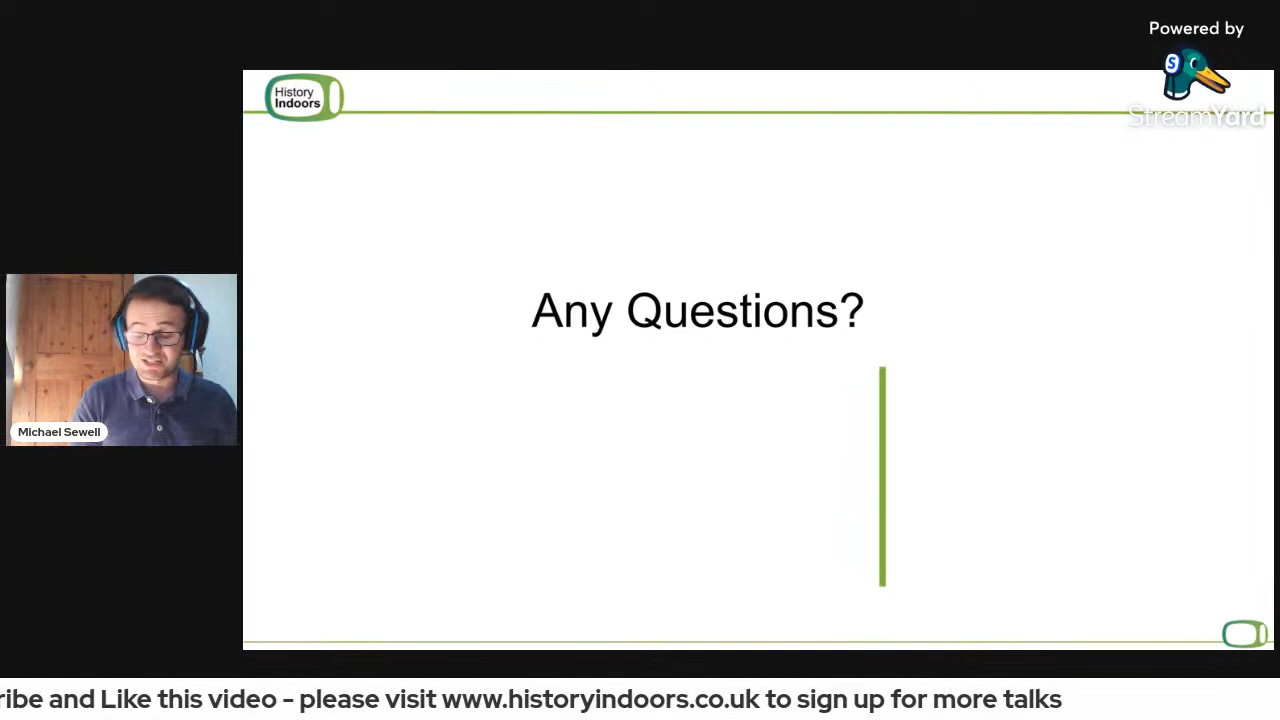 Powered by
S
StreamYard
History
Indoors
Any Questions?
Michael Sewell
ribe and Like this video - please visit www.historyindoors.co.uk to sign up for more talks